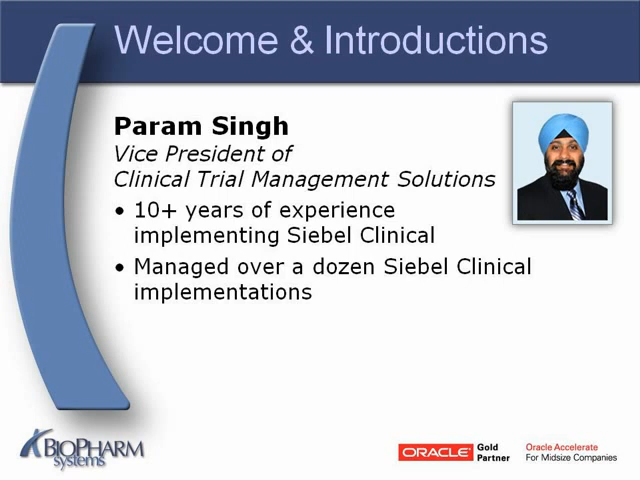 Welcome & Introductions
Param Singh
Vice President of
Clinical Trial Management Solutions
• 10+ years of experience
implementing Siebel Clinical
• Managed over a dozen Siebel Clinical
implementations
BIOPHARM
systems
ORACLE
Gold
Partner
Oracle Accelerate
For Midsize Companies